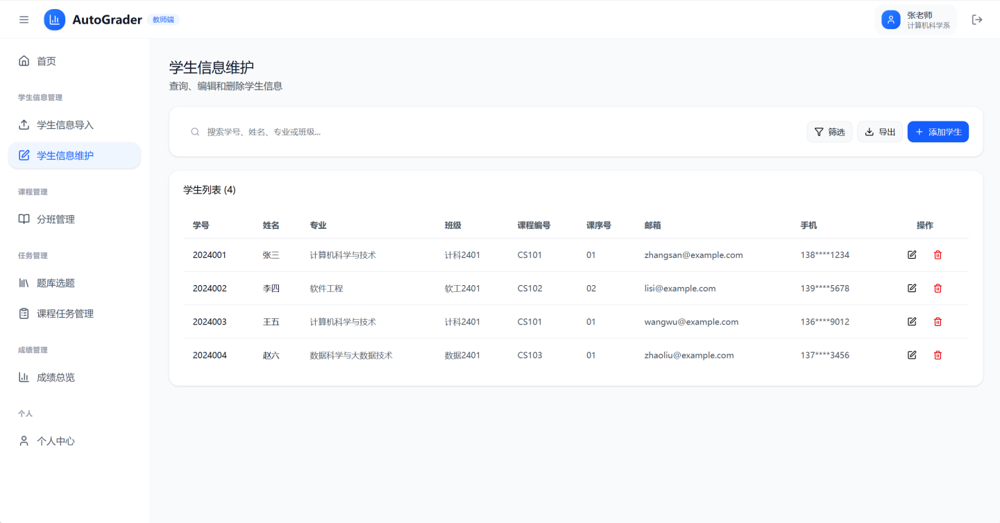 AutoGrader 教师端
张老师
计算机科学系
首页
学生信息管理
学生信息导入
学生信息维护
课程管理
分班管理
任务管理
题库选题
课程任务管理
成绩管理
成绩总览
个人
个人中心
学生信息维护
查询、编辑和删除学生信息
搜索学号、姓名、专业或班级...
筛选 导出 添加学生
学生列表 (4)
学号 姓名 专业 班级 课程编号 课序号 邮箱 手机 操作
2024001 张三 计算机科学与技术 计科2401 CS101 01 zhangsan@example.com 138****1234
2024002 李四 软件工程 软工2401 CS102 02 lisi@example.com 139****5678
2024003 王五 计算机科学与技术 计科2401 CS101 01 wangwu@example.com 136****9012
2024004 赵六 数据科学与大数据技术 数据2401 CS103 01 zhaoliu@example.com 137****3456